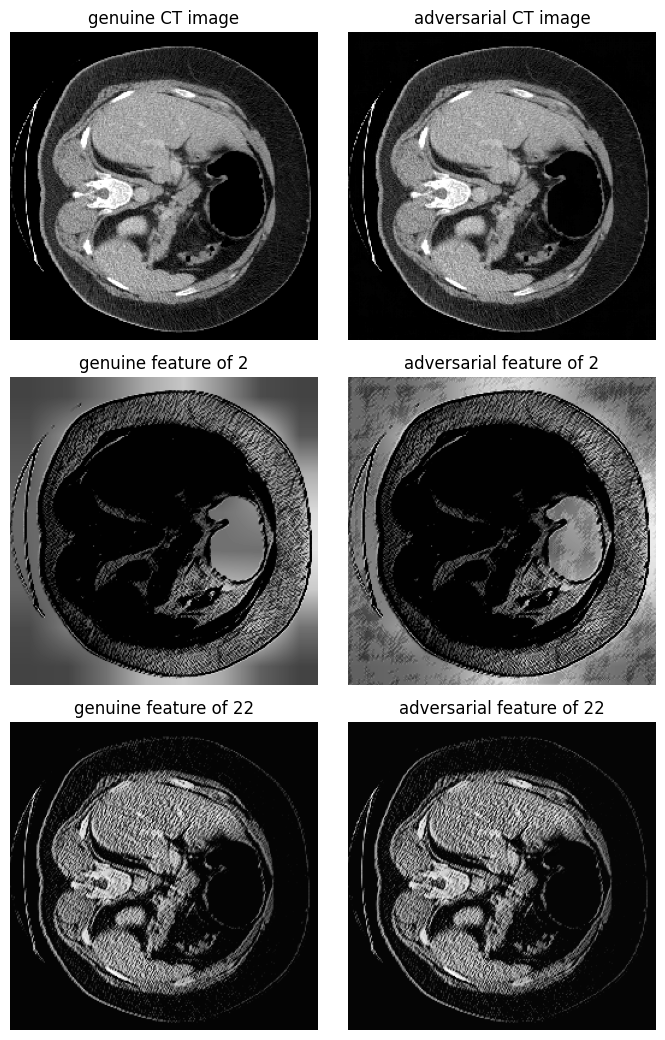 genuine CT image
adversarial CT image
genuine feature of 2
adversarial feature of 2
genuine feature of 22
adversarial feature of 22